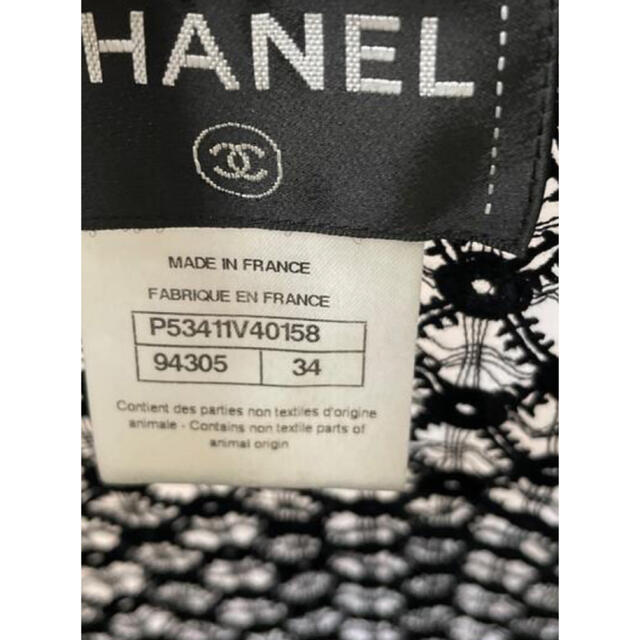 HANEL
MADE IN FRANCE
FABRIQUE EN FRANCE
P53411V40158
94305 34
Contient des parties non textiles d'origine
animale - Contains non textile parts of
animal origin